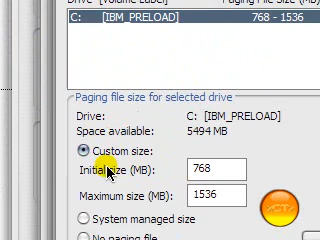 Drive [Volume Label] Paging File Size (MB)
C: [IBM_PRELOAD] 768 - 1536
Paging file size for selected drive
Drive: C: [IBM_PRELOAD]
Space available: 5494 MB
Custom size:
Initial size (MB): 768
Maximum size (MB): 1536
System managed size
No paging file